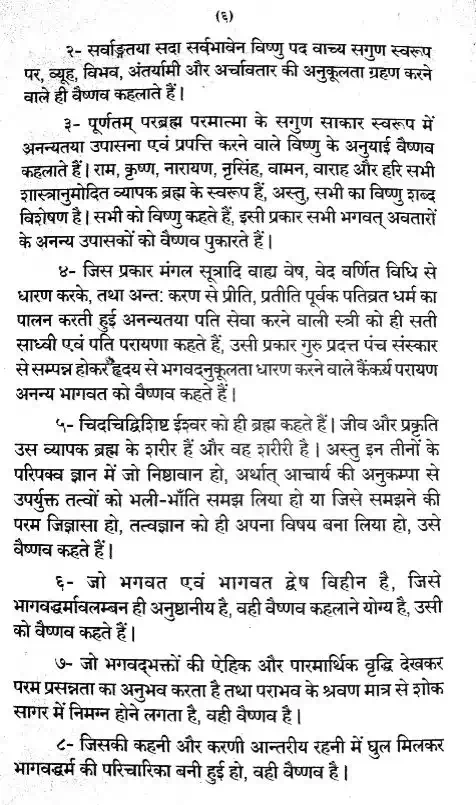 (६)
२- सर्वाङ्गतया सदा सर्वभावेन विष्णु पद वाच्य सगुण स्वरूप
पर, व्यूह, विभव, अंतर्यामी और अर्चावतार की अनुकूलता ग्रहण करने
वाले ही वैष्णव कहलाते हैं।
३- पूर्णतम् परब्रह्म परमात्मा के सगुण साकार स्वरूप में
अनन्यतया उपासना एवं प्रपत्ति करने वाले विष्णु के अनुयाई वैष्णव
कहलाते हैं। राम, कृष्ण, नारायण, नृसिंह, वामन, वाराह और हरि सभी
शास्त्रानुमोदित व्यापक ब्रह्म के स्वरूप हैं, अस्तु, सभी का विष्णु शब्द
विशेषण है। सभी को विष्णु कहते हैं, इसी प्रकार सभी भगवत् अवतारों
के अनन्य उपासकों को वैष्णव पुकारते हैं।
४- जिस प्रकार मंगल सूत्रादि वाह्य वेष, वेद वर्णित विधि से
धारण करके, तथा अन्त: करण से प्रीति, प्रतीति पूर्वक पतिव्रत धर्म का
पालन करती हुई अनन्यतया पति सेवा करने वाली स्त्री को ही सती
साध्वी एवं पति परायणा कहते हैं, उसी प्रकार गुरु प्रदत्त पंच संस्कार
से सम्पन्न होकर हृदय से भगवदनुकूलता धारण करने वाले कैंकर्य परायण
अनन्य भागवत को वैष्णव कहते हैं।
५- चिदचिद्विशिष्ट ईश्वर को ही ब्रह्म कहते हैं। जीव और प्रकृति
उस व्यापक ब्रह्म के शरीर हैं और वह शरीरी है। अस्तु इन तीनों के
परिपक्व ज्ञान में जो निष्ठावान हो, अर्थात् आचार्य की अनुकम्पा से
उपर्युक्त तत्वों को भली-भाँति समझ लिया हो या जिसे समझने की
परम जिज्ञासा हो, तत्वज्ञान को ही अपना विषय बना लिया हो, उसे
वैष्णव कहते हैं।
६- जो भगवत एवं भागवत द्वेष विहीन है, जिसे
भागवद्धर्मावलम्बन ही अनुष्ठानीय है, वही वैष्णव कहलाने योग्य है, उसी
को वैष्णव कहते हैं।
७- जो भगवद्भक्तों की ऐहिक और पारमार्थिक वृद्धि देखकर
परम प्रसन्नता का अनुभव करता है तथा पराभव के श्रवण मात्र से शोक
सागर में निमग्न होने लगता है, वही वैष्णव है।
८- जिसकी कहनी और करणी आन्तरीय रहनी में घुल मिलकर
भागवद्धर्म की परिचारिका बनी हुई हो, वही वैष्णव है।